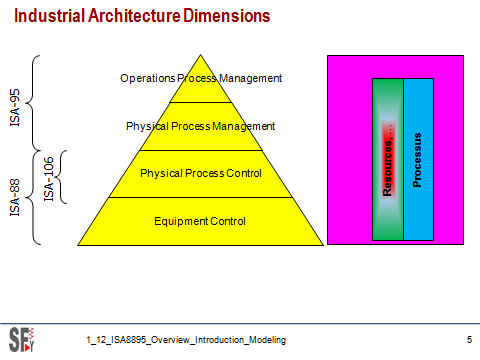 Industrial Architecture Dimensions
ISA-95
ISA-88
ISA-106
Operations Process Management
Physical Process Management
Physical Process Control
Equipment Control
Resources,...
Processus
1_12_ISA8895_Overview_Introduction_Modeling
5